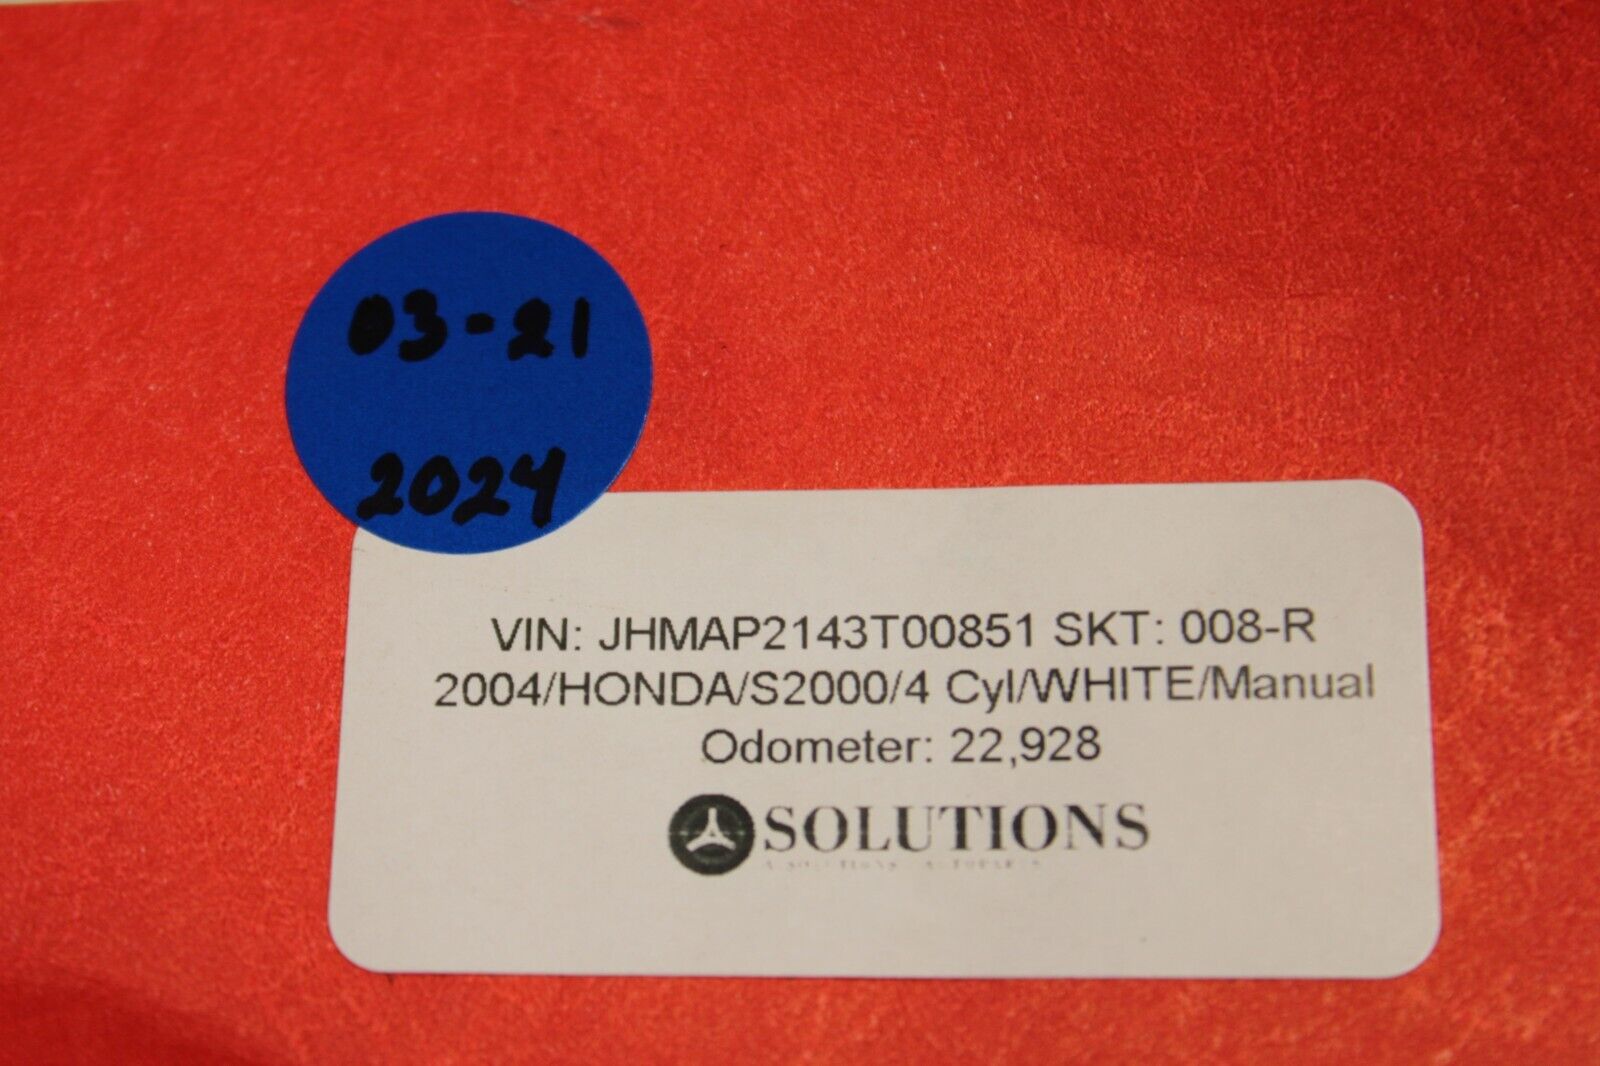 03-21
2024
VIN: JHMAP2143T00851 SKT: 008-R
2004/HONDA/S2000/4 Cyl/WHITE/Manual
Odometer: 22,928
SOLUTIONS